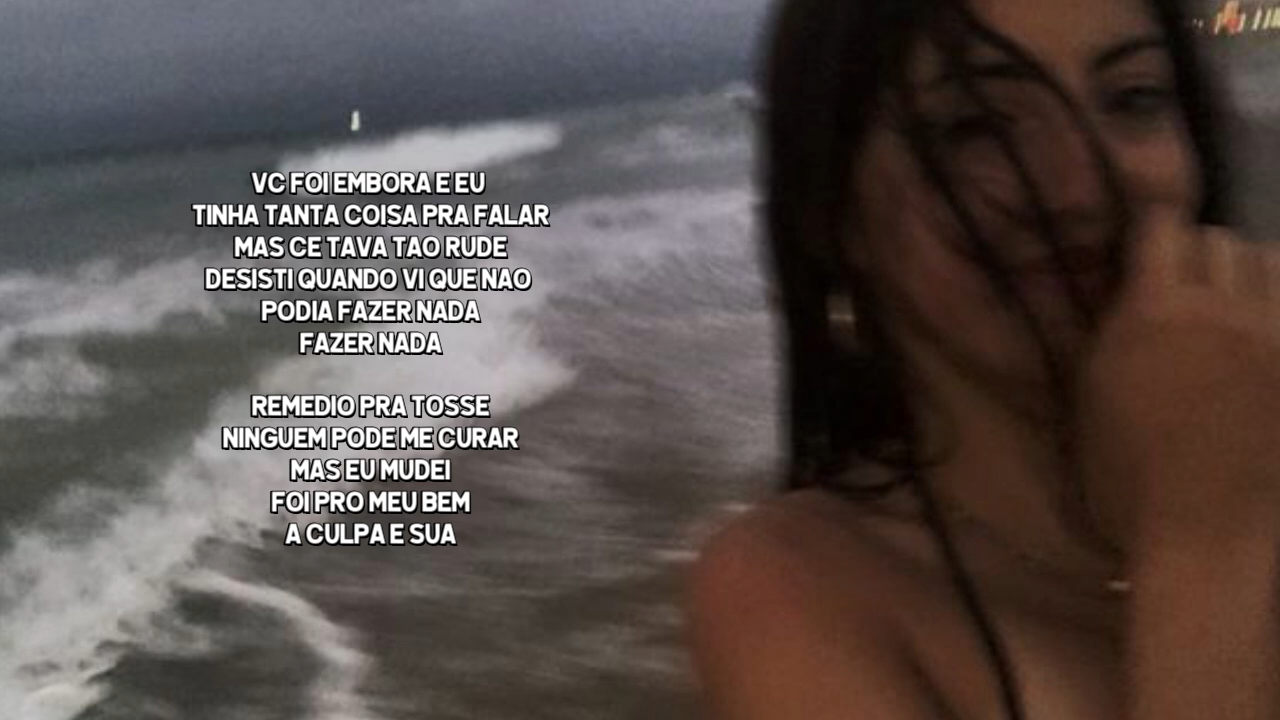 VC FOI EMBORA E EU
TINHA TANTA COISA PRA FALAR
MAS CE TAVA TAO RUDE
DESISTI QUANDO VI QUE NAO
PODIA FAZER NADA
FAZER NADA
REMEDIO PRA TOSSE
NINGUEM PODE ME CURAR
MAS EU MUDEI
FOI PRO MEU BEM
A CULPA E SUA